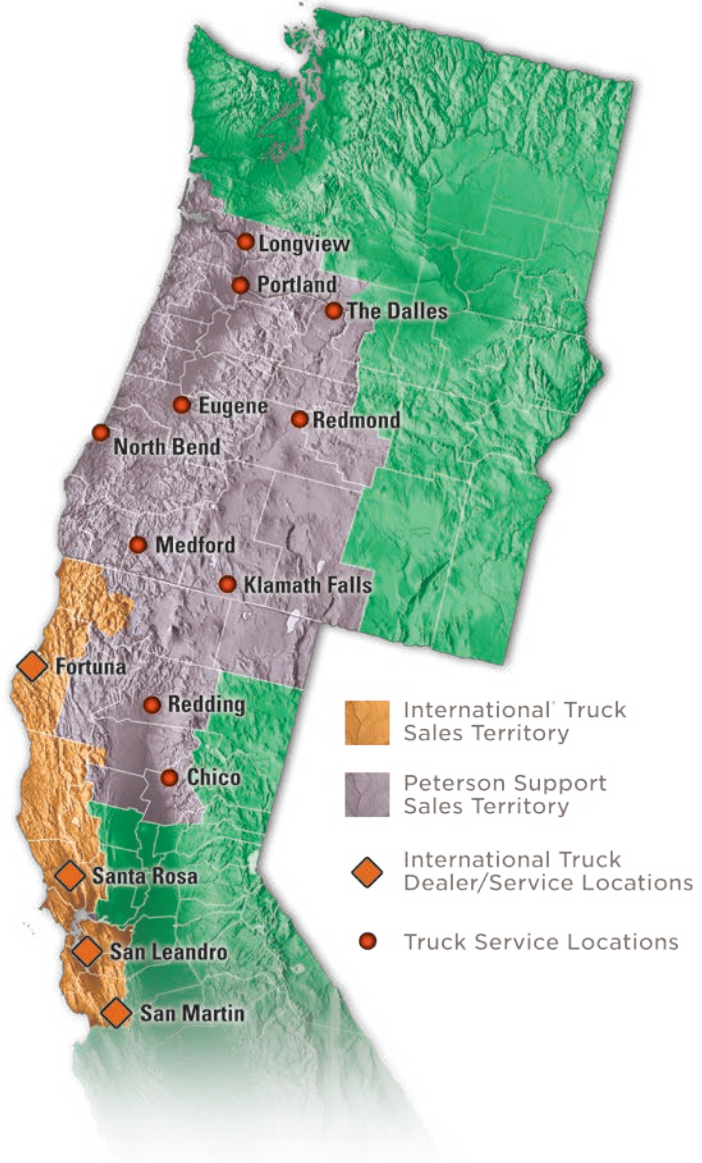 Longview
Portland
The Dalles
Eugene
Redmond
North Bend
Medford
Klamath Falls
Fortuna
Redding
Chico
Santa Rosa
San Leandro
San Martin
International' Truck
Sales Territory
Peterson Support
Sales Territory
International Truck
Dealer/Service Locations
Truck Service Locations